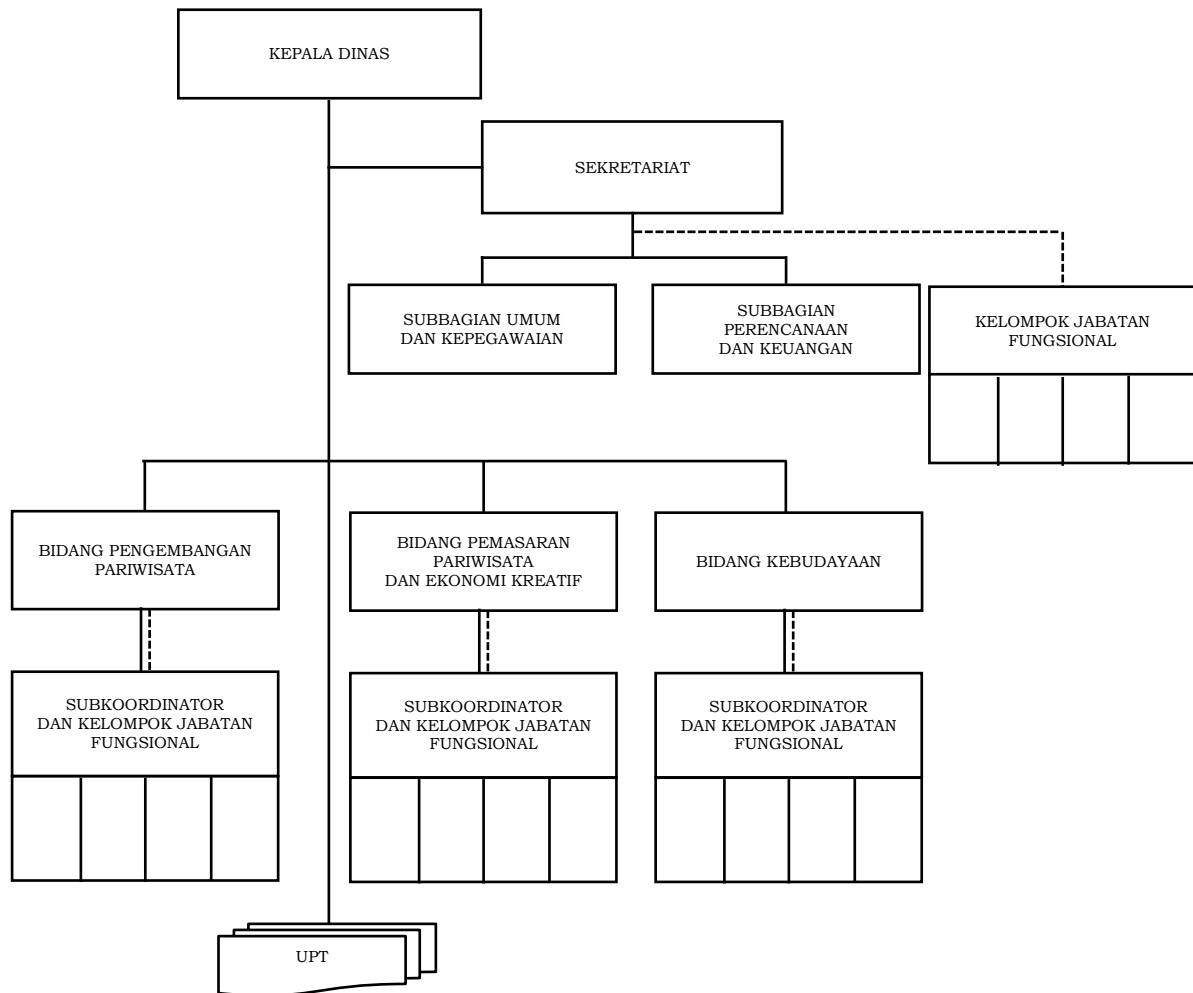 KEPALA DINAS
SEKRETARIAT
SUBBAGIAN UMUM
DAN KEPEGAWAIAN
SUBBAGIAN
PERENCANAAN
DAN KEUANGAN
KELOMPOK JABATAN
FUNGSIONAL
BIDANG PENGEMBANGAN
PARIWISATA
BIDANG PEMASARAN
PARIWISATA
DAN EKONOMI KREATIF
BIDANG KEBUDAYAAN
SUBKOORDINATOR
DAN KELOMPOK JABATAN
FUNGSIONAL
SUBKOORDINATOR
DAN KELOMPOK JABATAN
FUNGSIONAL
SUBKOORDINATOR
DAN KELOMPOK JABATAN
FUNGSIONAL
UPT